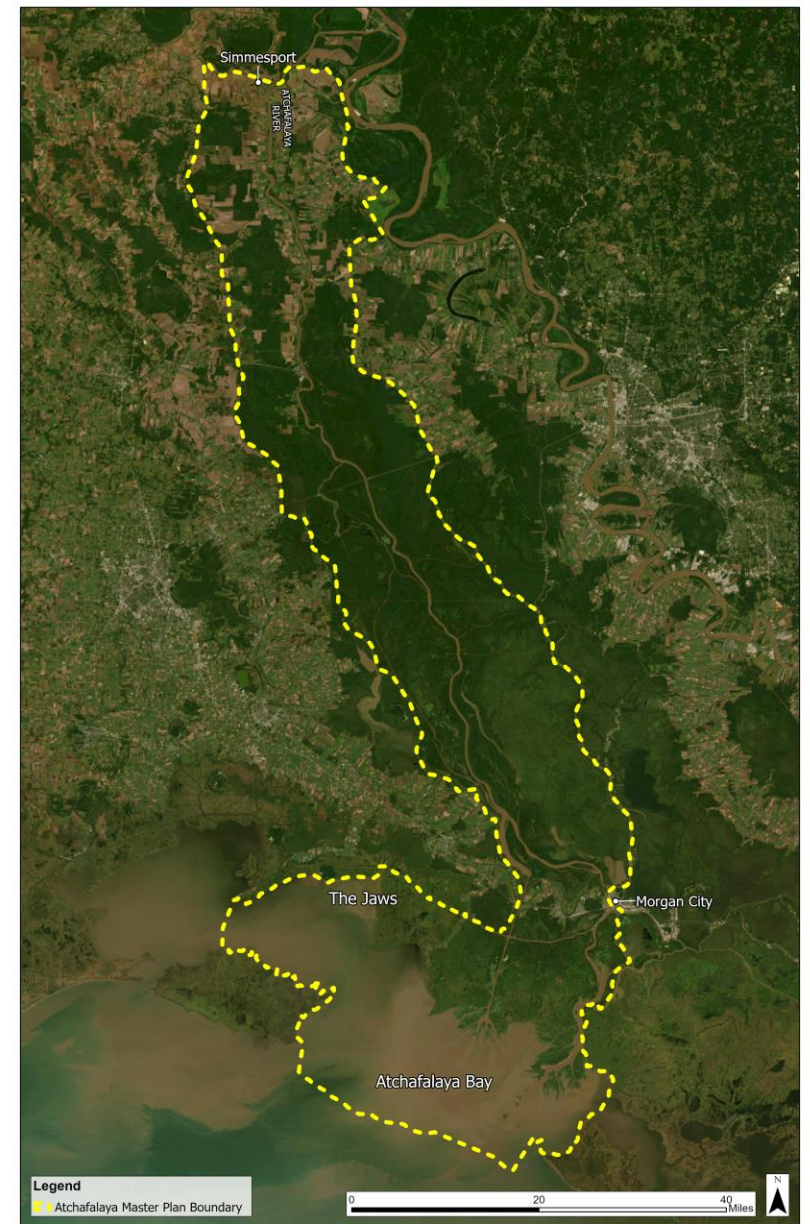 Simmesport
ATCHAFALAYA
RIVER
The Jaws
Morgan City
Atchafalaya Bay
Legend
Atchafalaya Master Plan Boundary
0 20 40
Miles
N